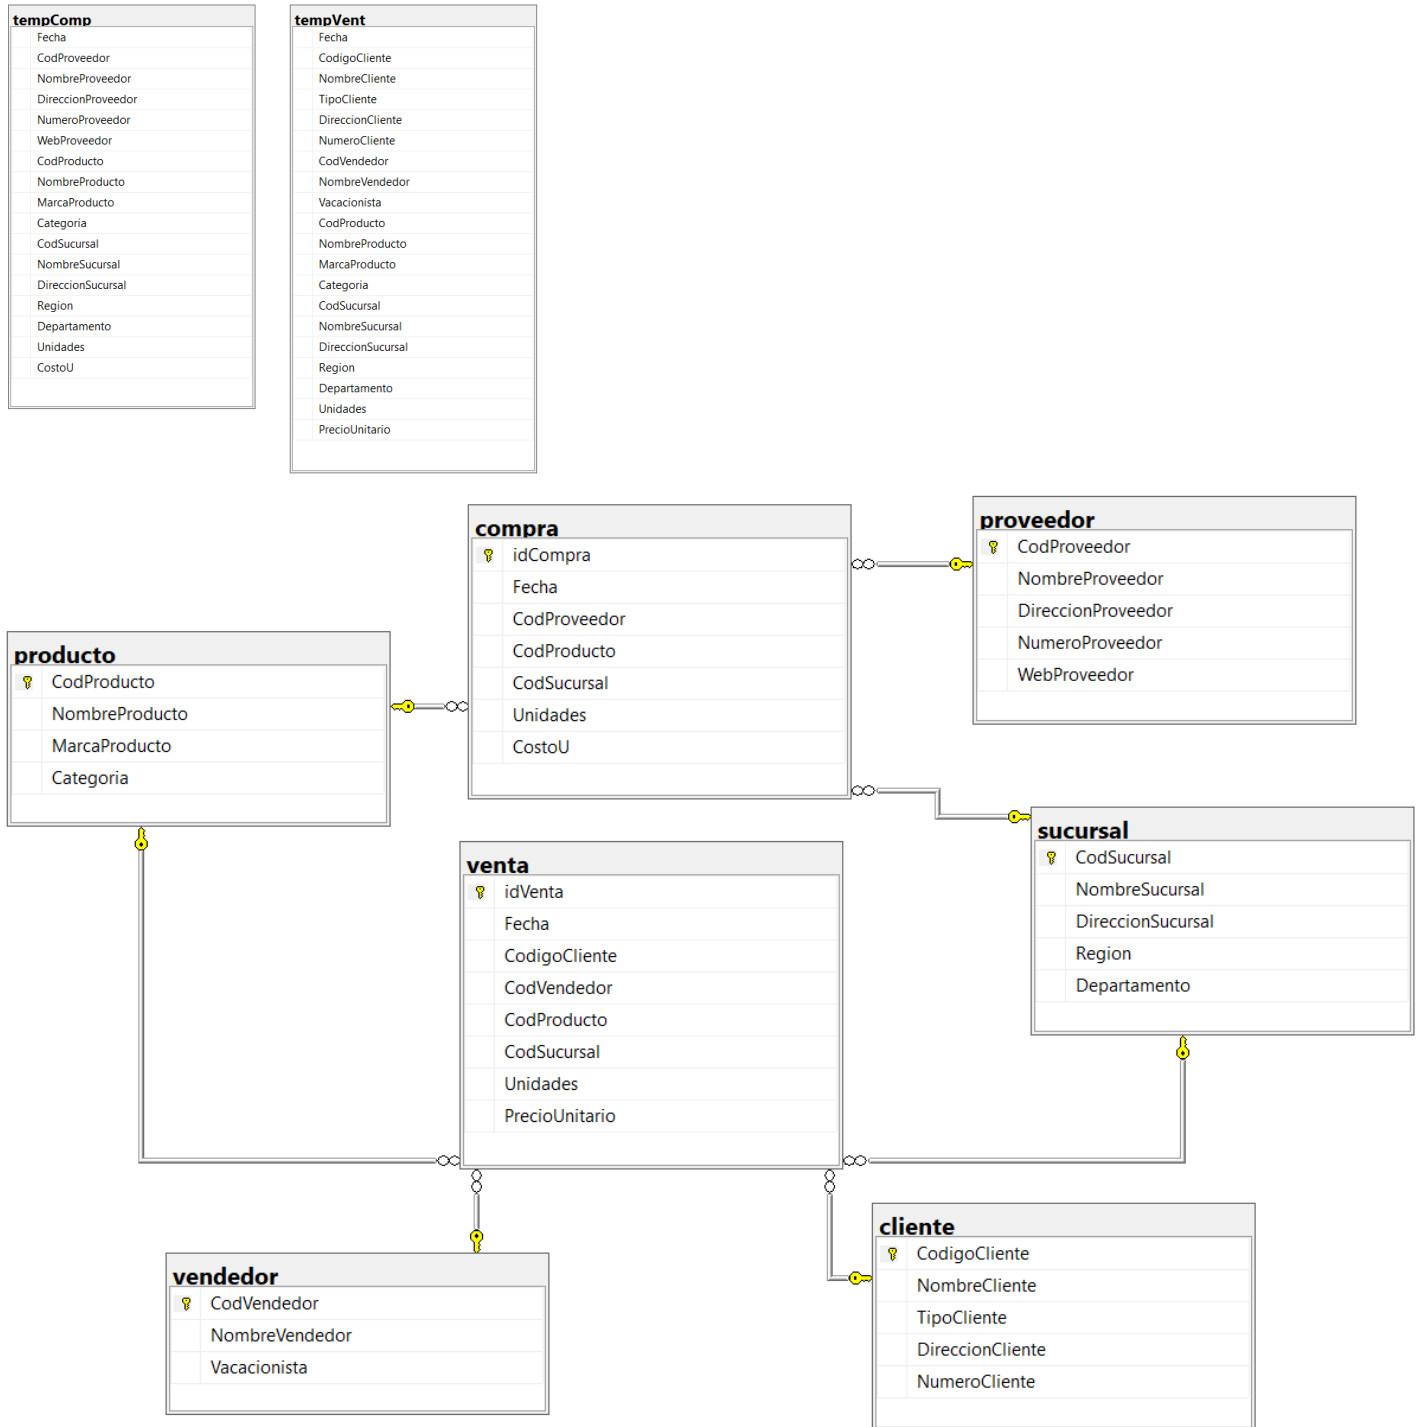 tempComp
Fecha
CodProveedor
NombreProveedor
DireccionProveedor
NumeroProveedor
WebProveedor
CodProducto
NombreProducto
MarcaProducto
Categoria
CodSucursal
NombreSucursal
DireccionSucursal
Region
Departamento
Unidades
CostoU
tempVent
Fecha
CodigoCliente
NombreCliente
TipoCliente
DireccionCliente
NumeroCliente
CodVendedor
NombreVendedor
Vacacionista
CodProducto
NombreProducto
MarcaProducto
Categoria
CodSucursal
NombreSucursal
DireccionSucursal
Region
Departamento
Unidades
PrecioUnitario
compra
idCompra
Fecha
CodProveedor
CodProducto
CodSucursal
Unidades
CostoU
proveedor
CodProveedor
NombreProveedor
DireccionProveedor
NumeroProveedor
WebProveedor
producto
CodProducto
NombreProducto
MarcaProducto
Categoria
sucursal
CodSucursal
NombreSucursal
DireccionSucursal
Region
Departamento
venta
idVenta
Fecha
CodigoCliente
CodVendedor
CodProducto
CodSucursal
Unidades
PrecioUnitario
cliente
CodigoCliente
NombreCliente
TipoCliente
DireccionCliente
NumeroCliente
vendedor
CodVendedor
NombreVendedor
Vacacionista